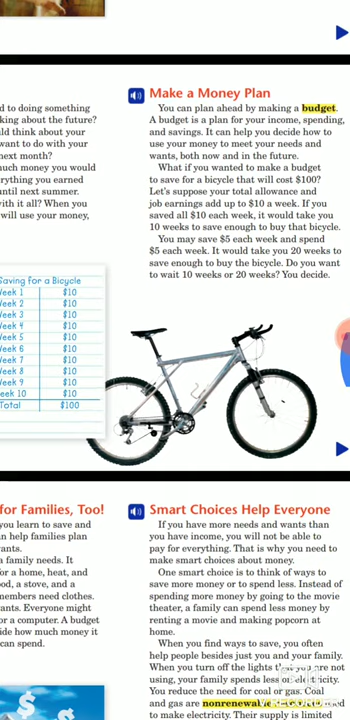 d to doing something
king about the future?
uld think about your
want to do with your
next month?
much money you would
erything you earned
until next summer.
with it all? When you
will use your money,
Saving for a Bicycle
Week 1 $10
Week 2 $10
Week 3 $10
Week 4 $10
Week 5 $10
Week 6 $10
Week 7 $10
Week 8 $10
Week 9 $10
eek 10 $10
Total $100
Make a Money Plan
You can plan ahead by making a budget.
A budget is a plan for your income, spending,
and savings. It can help you decide how to
use your money to meet your needs and
wants, both now and in the future.
What if you wanted to make a budget
to save for a bicycle that will cost $100?
Let's suppose your total allowance and
job earnings add up to $10 a week. If you
saved all $10 each week, it would take you
10 weeks to save enough to buy that bicycle.
You may save $5 each week and spend
$5 each week. It would take you 20 weeks to
save enough to buy the bicycle. Do you want
to wait 10 weeks or 20 weeks? You decide.
for Families, Too!
you learn to save and
n help families plan
vants.
a family needs. It
for a home, heat, and
od, a stove, and a
members need clothes.
ants. Everyone might
or a computer. A budget
ide how much money it
can spend.
Smart Choices Help Everyone
If you have more needs and wants than
you have income, you will not be able to
pay for everything. That is why you need to
make smart choices about money.
One smart choice is to think of ways to
save more money or to spend less. Instead of
spending more money by going to the movie
theater, a family can spend less money by
renting a movie and making popcorn at
home.
When you find ways to save, you often
help people besides you and your family.
When you turn off the lights you are not
using, your family spends less on electricity.
You reduce the need for coal or gas. Coal
and gas are nonrenewable
to make electricity. Their supply is limited